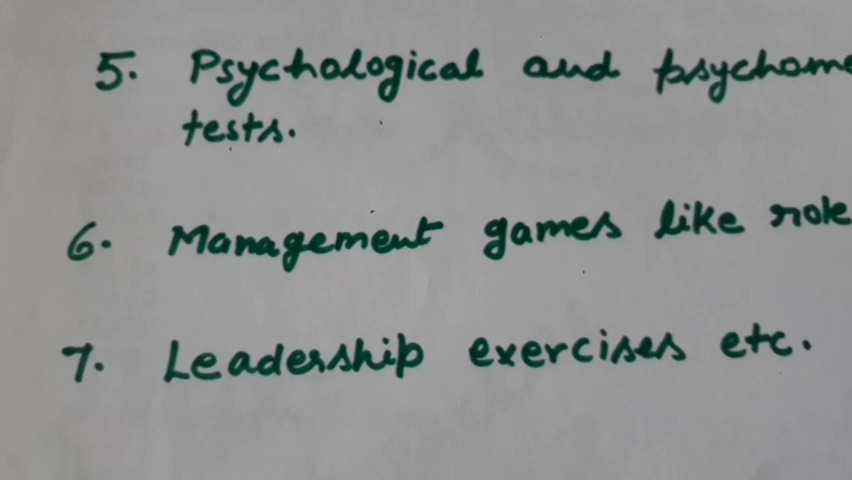 5. Psychological and psychome
tests.
6. Management games like role
7. Leadership exercises etc.